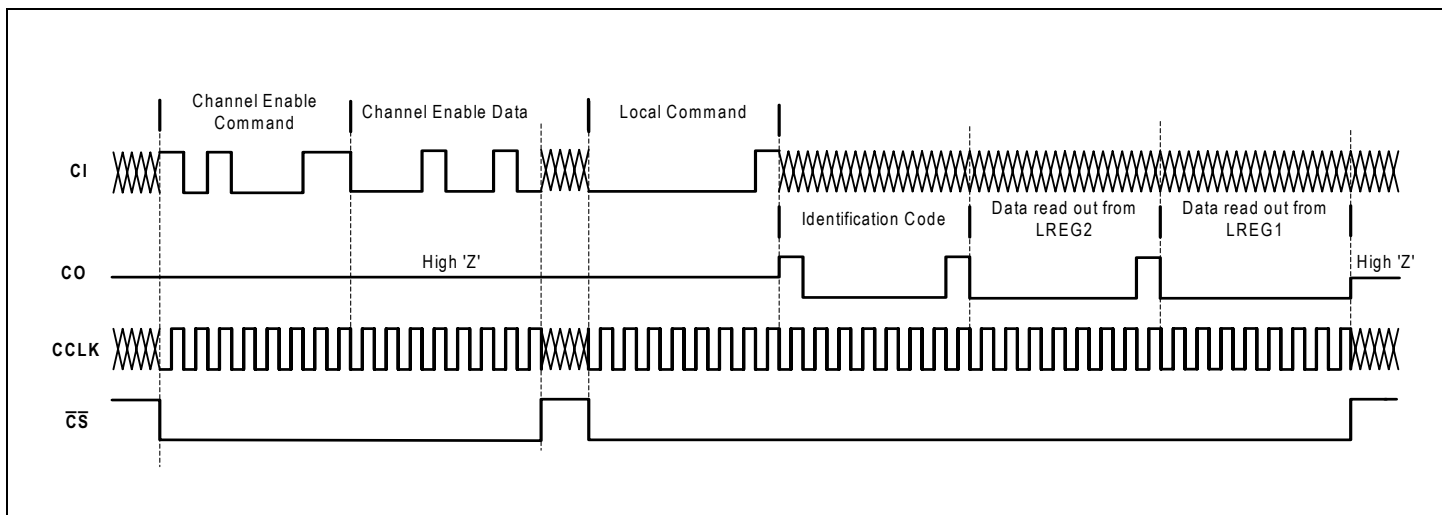 Channel Enable
Command
Channel Enable Data
Local Command
CI
Identification Code
Data read out from
LREG2
Data read out from
LREG1
CO
High 'Z'
High 'Z'
CCLK
CS